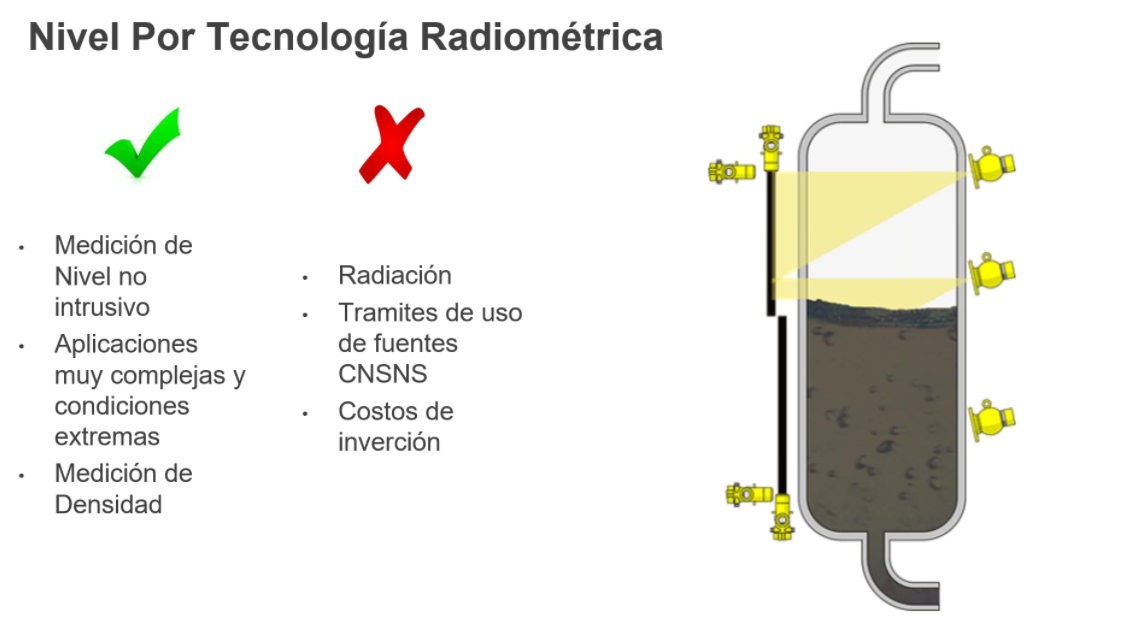 Nivel Por Tecnología Radiométrica
• Medición de
Nivel no
intrusivo
• Aplicaciones
muy complejas y
condiciones
extremas
• Medición de
Densidad
• Radiación
• Tramites de uso
de fuentes
CNSNS
• Costos de
inverción